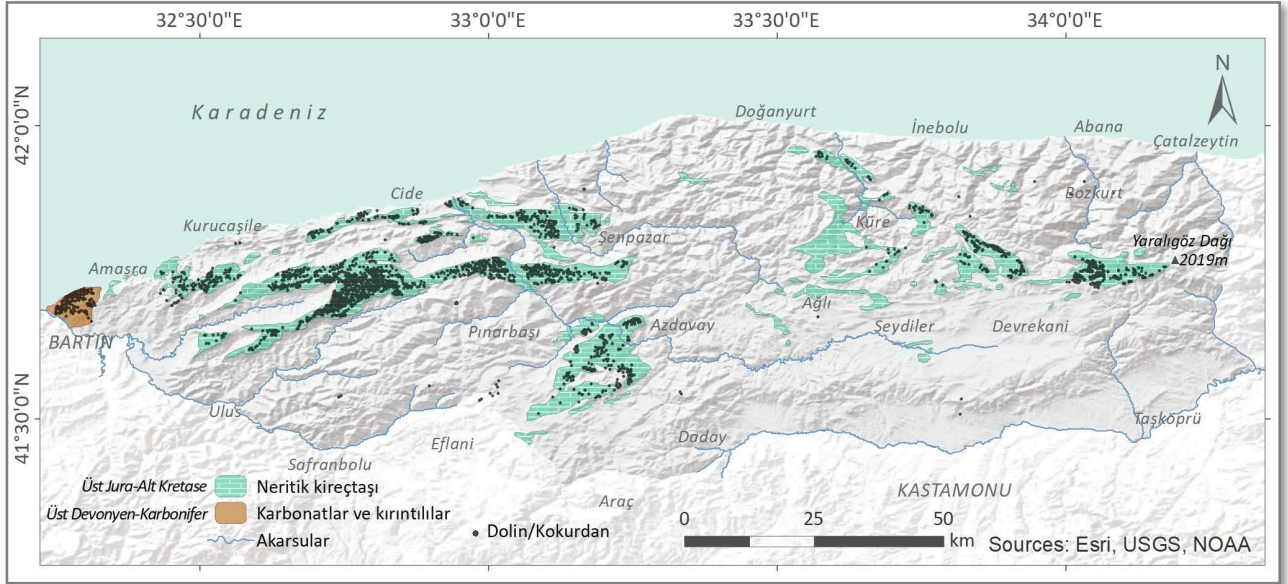 32°30'0"E
33°0'0"E
33°30'0"E
34°0'0"E
N
42°0'0"N
41°30'0"N
Karadeniz
Doğanyurt
İnebolu
Abana
Çatalzeytin
Cide
Bozkurt
Kurucaşile
Küre
Şenpazar
Yaralıgöz Dağı
2019m
Amasra
Ağlı
Pınarbaşı
Azdavay
Seydiler
Devrekani
BARTIN
Ulus
Taşköprü
Eflani
Daday
Safranbolu
KASTAMONU
Araç
Üst Jura-Alt Kretase Neritik kireçtaşı
Üst Devonyen-Karbonifer Karbonatlar ve kırıntılılar
Akarsular
Dolin/Kokurdan
0 25 50
km
Sources: Esri, USGS, NOAA